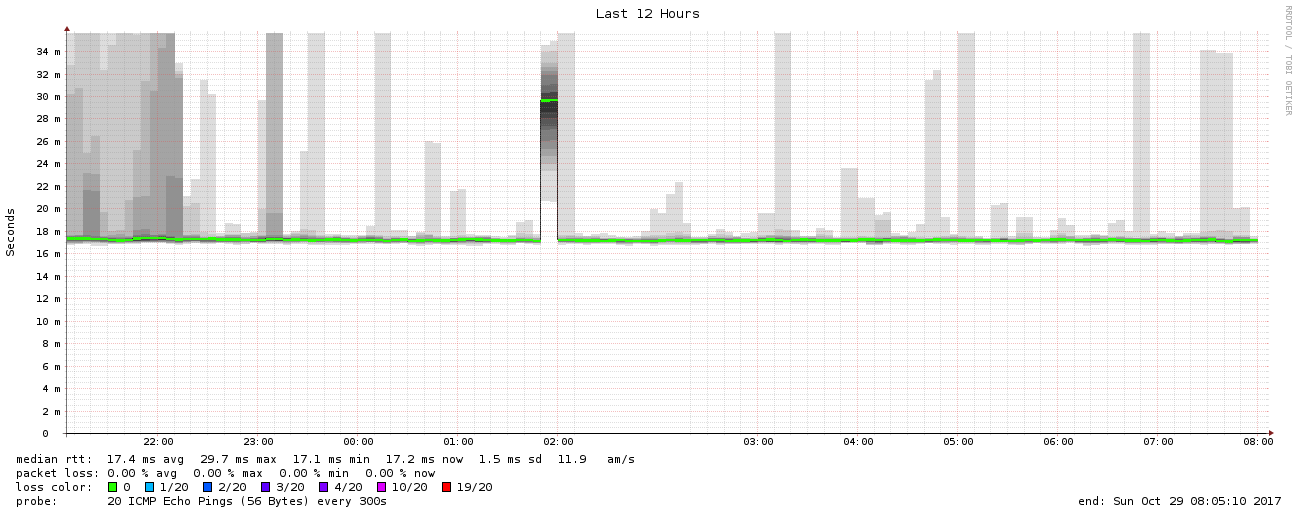 Last 12 Hours
RRDTOOL / TOBI OETIKER
Seconds
34 m
32 m
30 m
28 m
26 m
24 m
22 m
20 m
18 m
16 m
14 m
12 m
10 m
8 m
6 m
4 m
2 m
0
22:00 23:00 00:00 01:00 02:00 03:00 04:00 05:00 06:00 07:00 08:00
median rtt: 17.4 ms avg 29.7 ms max 17.1 ms min 17.2 ms now 1.5 ms sd 11.9 am/s
packet loss: 0.00 % avg 0.00 % max 0.00 % min 0.00 % now
loss color: 0 1/20 2/20 3/20 4/20 10/20 19/20
probe: 20 ICMP Echo Pings (56 Bytes) every 300s end: Sun Oct 29 08:05:10 2017